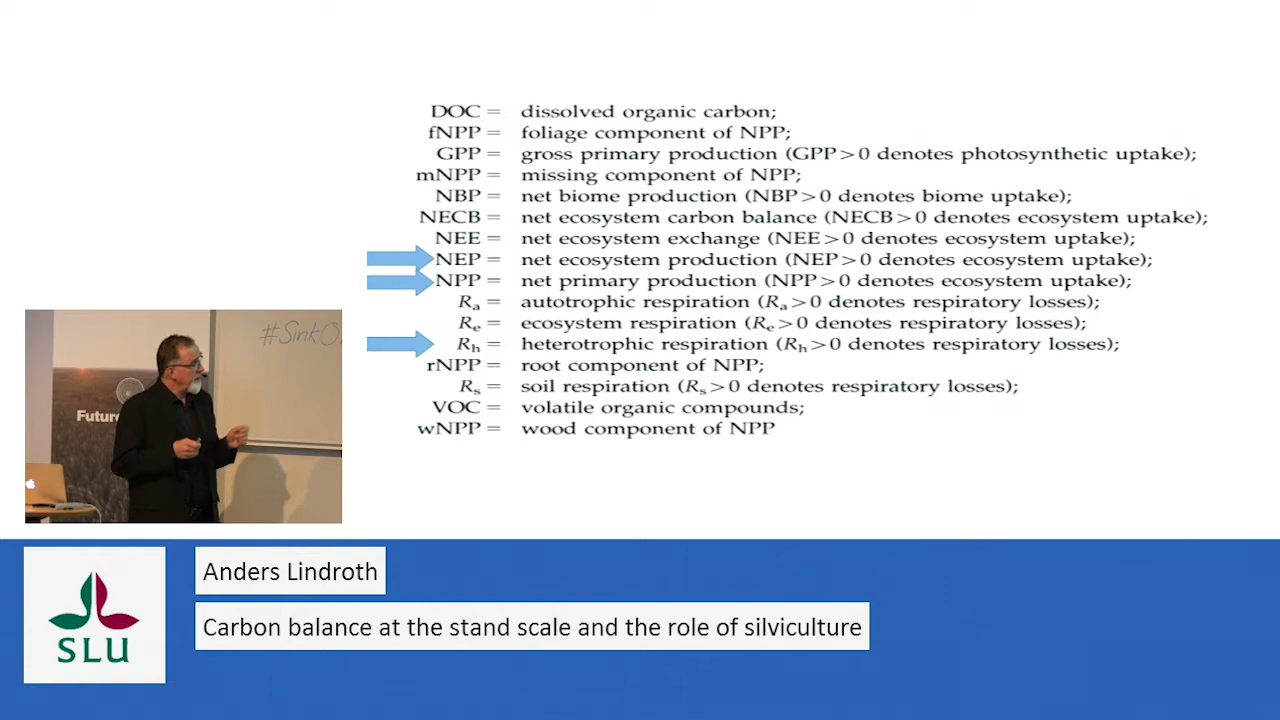 DOC = dissolved organic carbon;
fNPP = foliage component of NPP;
GPP = gross primary production (GPP>0 denotes photosynthetic uptake);
mNPP = missing component of NPP;
NBP = net biome production (NBP>0 denotes biome uptake);
NECB = net ecosystem carbon balance (NECB>0 denotes ecosystem uptake);
NEE = net ecosystem exchange (NEE>0 denotes ecosystem uptake);
NEP = net ecosystem production (NEP>0 denotes ecosystem uptake);
NPP = net primary production (NPP>0 denotes ecosystem uptake);
Ra = autotrophic respiration (Ra>0 denotes respiratory losses);
Re = ecosystem respiration (Re>0 denotes respiratory losses);
Rh = heterotrophic respiration (Rh>0 denotes respiratory losses);
rNPP = root component of NPP;
Rs = soil respiration (Rs>0 denotes respiratory losses);
VOC = volatile organic compounds;
wNPP = wood component of NPP
#SinkO
Future
SLU
Anders Lindroth
Carbon balance at the stand scale and the role of silviculture